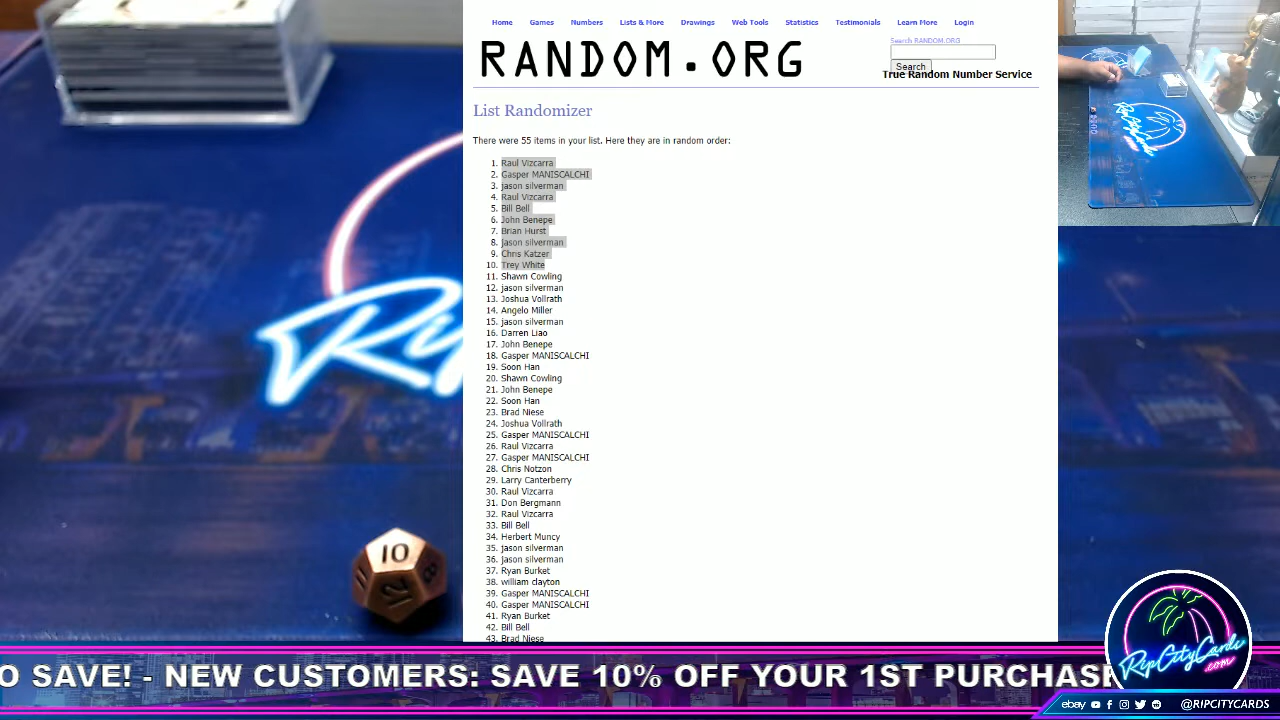 Home Games Numbers Lists & More Drawings Web Tools Statistics Testimonials Learn More Login
Search RANDOM.ORG
RANDOM.ORG
Search
True Random Number Service
List Randomizer
There were 55 items in your list. Here they are in random order:
1. Raul Vizcarra
2. Gasper MANISCALCHI
3. jason silverman
4. Raul Vizcarra
5. Bill Bell
6. John Benepe
7. Brian Hurst
8. jason silverman
9. Chris Katzer
10. Trey White
11. Shawn Cowling
12. jason silverman
13. Joshua Vollrath
14. Angelo Miller
15. jason silverman
16. Darren Liao
17. John Benepe
18. Gasper MANISCALCHI
19. Soon Han
20. Shawn Cowling
21. John Benepe
22. Soon Han
23. Brad Niese
24. Joshua Vollrath
25. Gasper MANISCALCHI
26. Raul Vizcarra
27. Gasper MANISCALCHI
28. Chris Notzon
29. Larry Canterberry
30. Raul Vizcarra
31. Don Bergmann
32. Raul Vizcarra
33. Bill Bell
34. Herbert Muncy
35. jason silverman
36. jason silverman
37. Ryan Burket
38. william clayton
39. Gasper MANISCALCHI
40. Gasper MANISCALCHI
41. Ryan Burket
42. Bill Bell
43. Brad Niese
10
O SAVE! - NEW CUSTOMERS: SAVE 10% OFF YOUR 1ST PURCHASE
RipCityCards
.com
ebay @RIPCITYCARDS